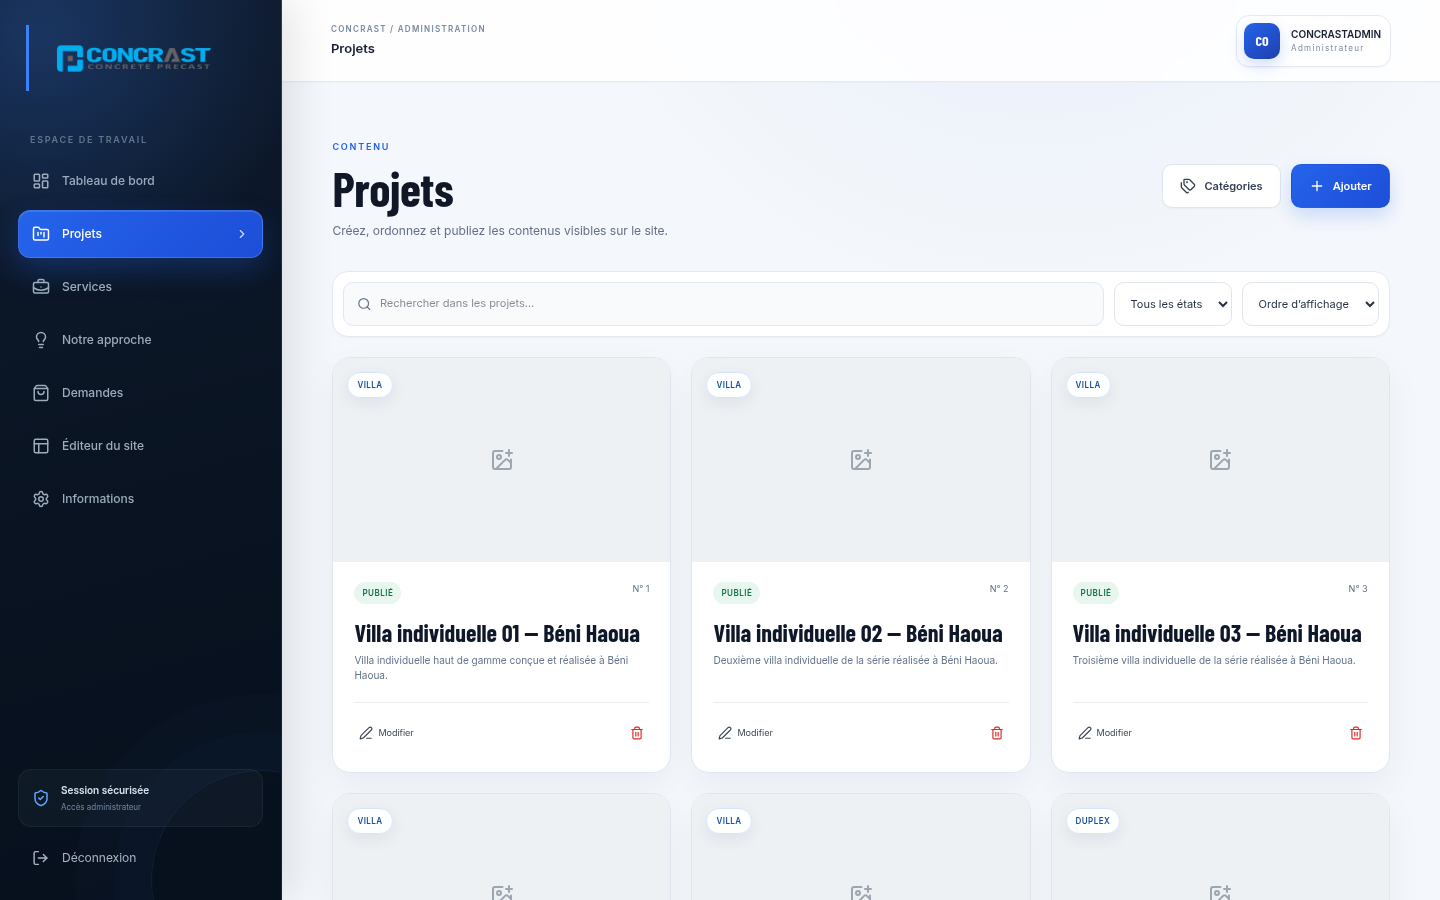 CONCRAST
CONCRETE PRECAST
ESPACE DE TRAVAIL
Tableau de bord
Projets
Services
Notre approche
Demandes
Éditeur du site
Informations
Session sécurisée
Accès administrateur
Déconnexion
CONCRAST / ADMINISTRATION
Projets
CO
CONCRASTADMIN
Administrateur
CONTENU
Projets
Créez, ordonnez et publiez les contenus visibles sur le site.
Catégories
Ajouter
Rechercher dans les projets...
Tous les états
Ordre d’affichage
VILLA
PUBLIÉ
N° 1
Villa individuelle 01 — Béni Haoua
Villa individuelle haut de gamme conçue et réalisée à Béni
Haoua.
Modifier
VILLA
PUBLIÉ
N° 2
Villa individuelle 02 — Béni Haoua
Deuxième villa individuelle de la série réalisée à Béni Haoua.
Modifier
VILLA
PUBLIÉ
N° 3
Villa individuelle 03 — Béni Haoua
Troisième villa individuelle de la série réalisée à Béni Haoua.
Modifier
VILLA
VILLA
DUPLEX